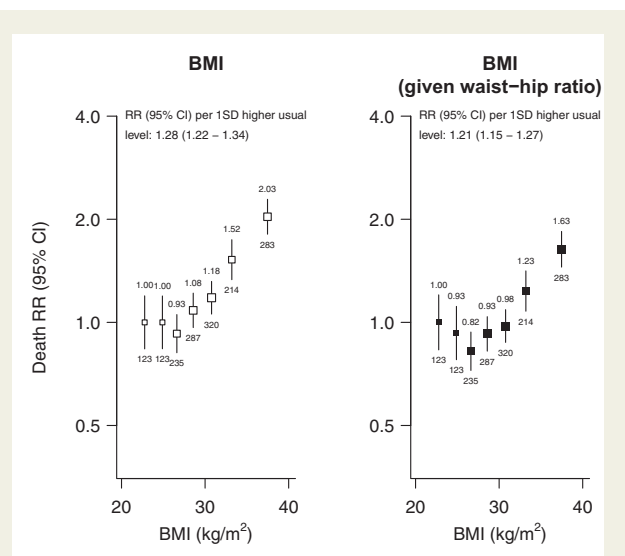 BMI
RR (95% CI) per 1SD higher usual
level: 1.28 (1.22 − 1.34)
Death RR (95% CI)
4.0
2.0
1.0
0.5
1.00 1.00 0.93 1.08 1.18 1.52 2.03
123 123 235 287 320 214 283
20 30 40
BMI (kg/m²)
BMI
(given waist−hip ratio)
RR (95% CI) per 1SD higher usual
level: 1.21 (1.15 − 1.27)
4.0
2.0
1.0
0.5
1.00 0.93 0.82 0.93 0.98 1.23 1.63
123 123 235 287 320 214 283
20 30 40
BMI (kg/m²)